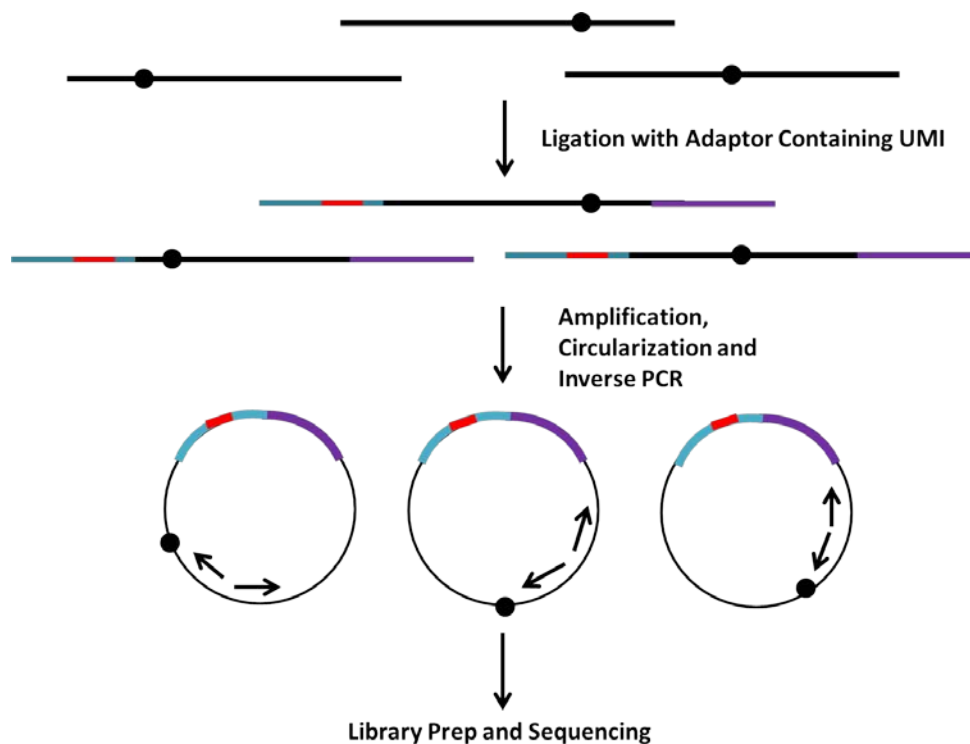 Ligation with Adaptor Containing UMI
Amplification,
Circularization and
Inverse PCR
Library Prep and Sequencing